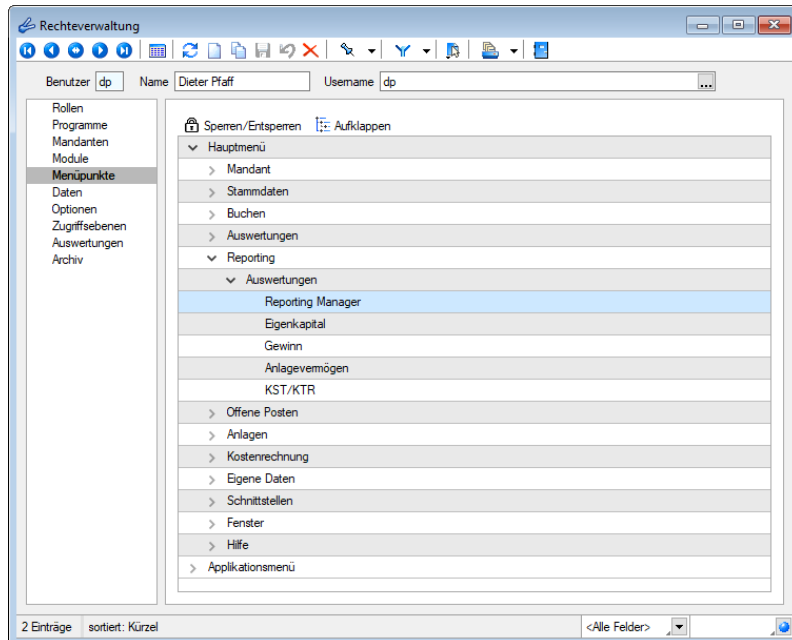 Rechteverwaltung
Benutzer dp Name Dieter Pfaff Username dp ...
Rollen
Programme
Mandanten
Module
Menüpunkte
Daten
Optionen
Zugriffsebenen
Auswertungen
Archiv
Sperren/Entsperren Aufklappen
Hauptmenü
Mandant
Stammdaten
Buchen
Auswertungen
Reporting
Auswertungen
Reporting Manager
Eigenkapital
Gewinn
Anlagevermögen
KST/KTR
Offene Posten
Anlagen
Kostenrechnung
Eigene Daten
Schnittstellen
Fenster
Hilfe
Applikationsmenü
2 Einträge sortiert: Kürzel <Alle Felder>